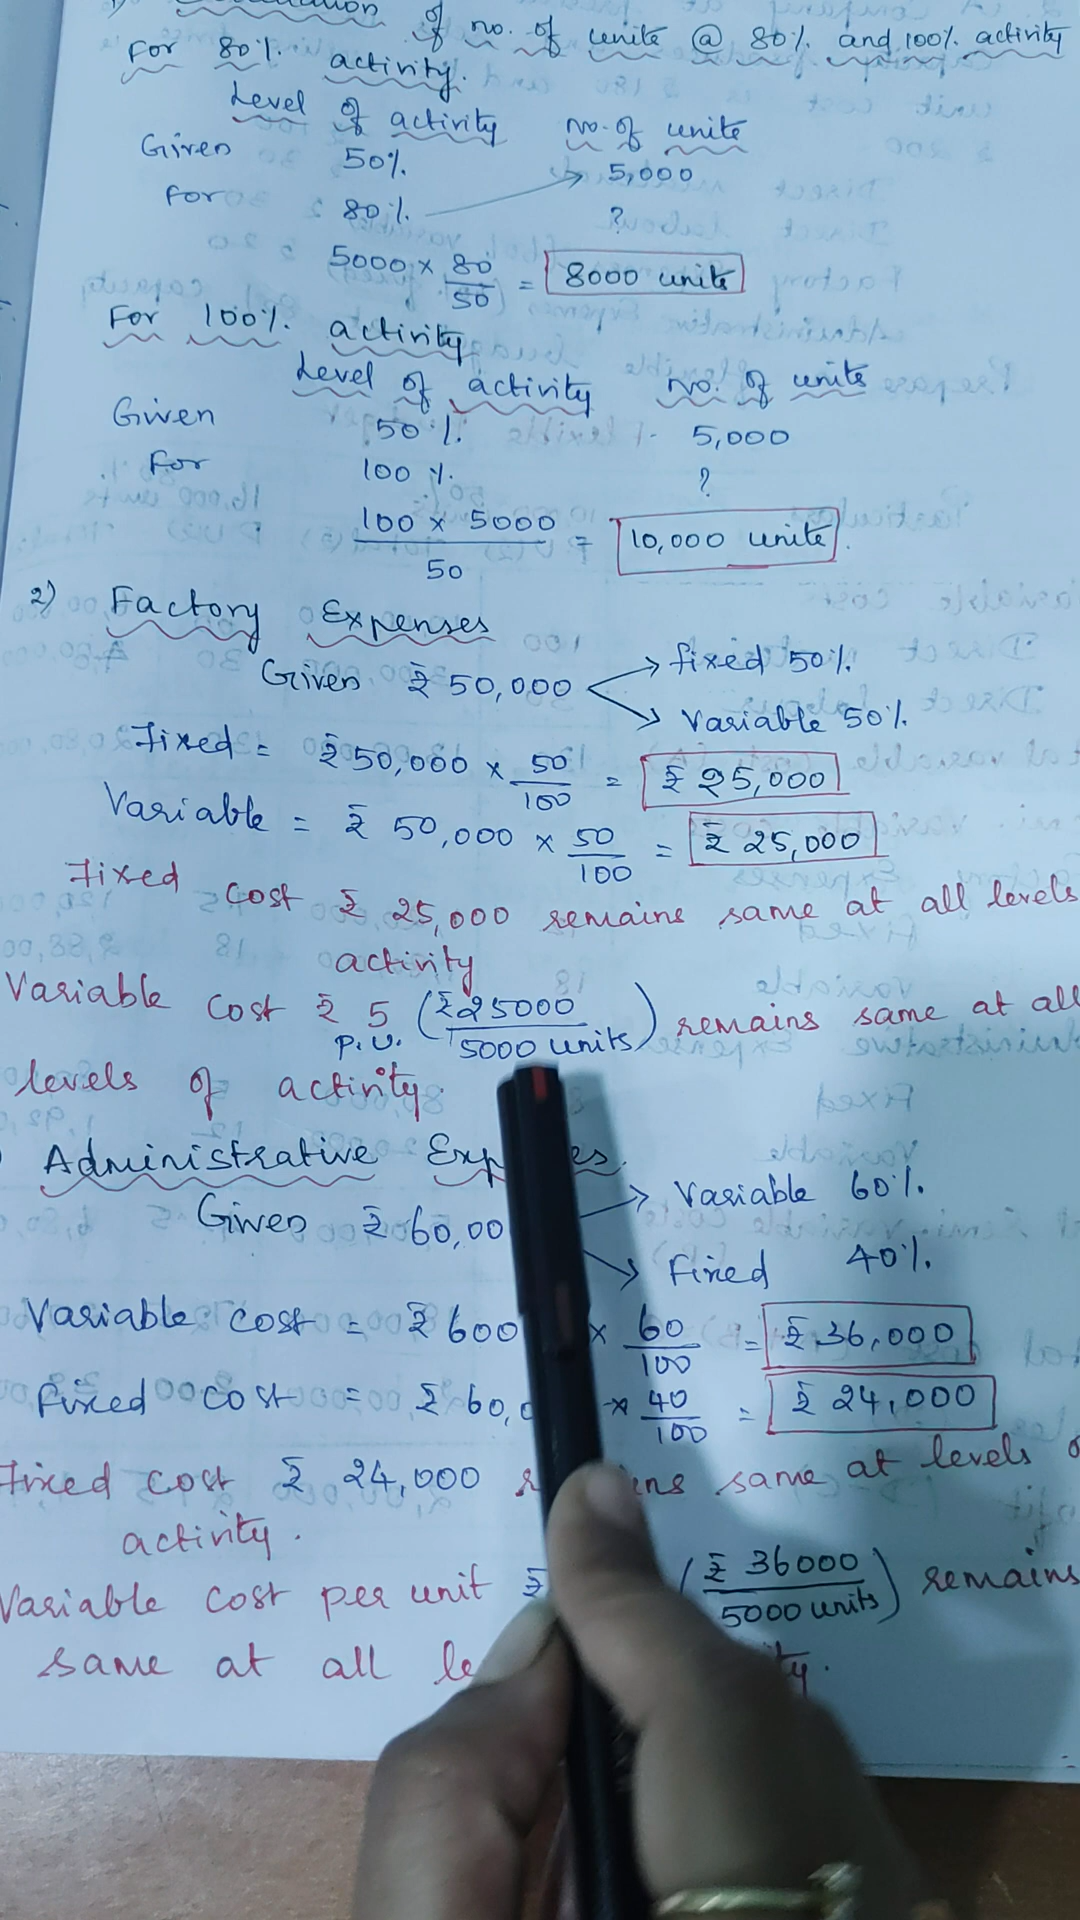 of no. of units @ 80% and 100% activity
For 80% activity.
Level of activity no. of units
Given 50% 5,000
For 80% ?
5000 × 80/50 = 8000 units
For 100% activity
Level of activity no. of units
Given 50% 5,000
For 100% ?
100 × 5000/50 = 10,000 units.
2) Factory Expenses
Given ₹ 50,000 fixed 50%
Variable 50%
Fixed = ₹ 50,000 × 50/100 = ₹ 25,000
Variable = ₹ 50,000 × 50/100 = ₹ 25,000
Fixed cost ₹ 25,000 remains same at all levels
activity
Variable cost ₹ 5 p.u. (₹25000/5000 units) remains same at all
levels of activity.
Administrative
Given ₹ Variable 60%.
Fixed 40%.
Variable cost = ₹ × 60/100 = ₹ 36,000
Fixed cost = ₹ × 40/100 = ₹ 24,000
Fixed cost ₹ 24,000 same at levels
activity.
Variable cost per unit ₹ (₹ 36000/5000 units) remains
same at all